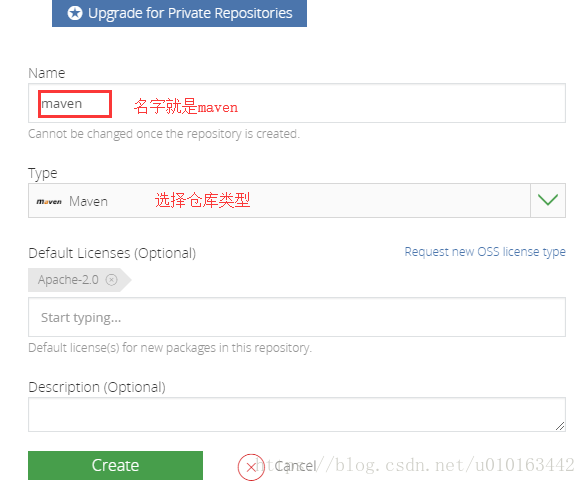 Upgrade for Private Repositories
Name
maven 名字就是maven
Cannot be changed once the repository is created.
Type
maven Maven 选择仓库类型
Default Licenses (Optional) Request new OSS license type
Apache-2.0
Start typing...
Default license(s) for new packages in this repository.
Description (Optional)
Create Cancel
http://blog.csdn.net/u010163442